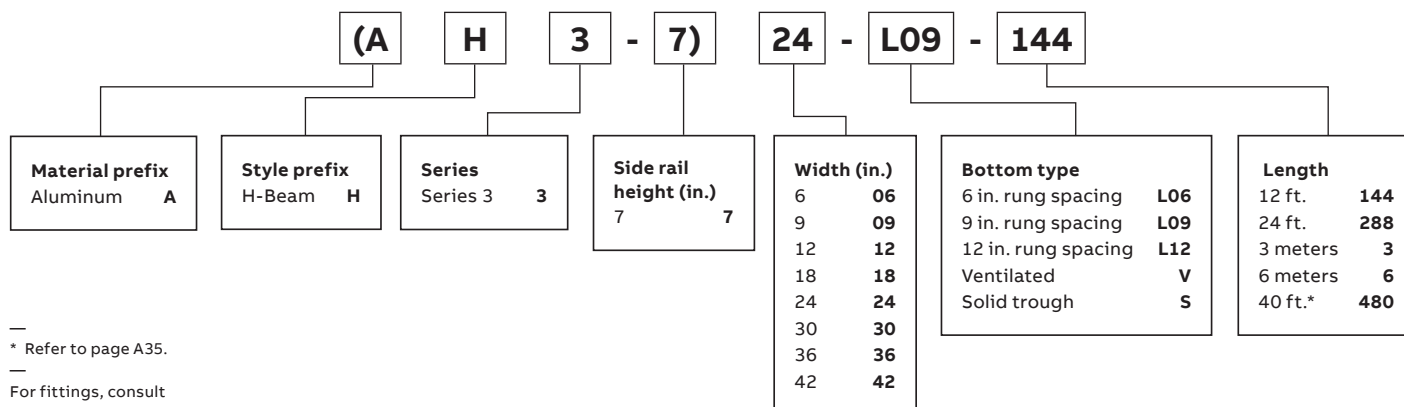 (A H 3 - 7) 24 - L09 - 144
Material prefix
Aluminum A
Style prefix
H-Beam H
Series
Series 3 3
Side rail
height (in.)
7 7
Width (in.)
6 06
9 09
12 12
18 18
24 24
30 30
36 36
42 42
Bottom type
6 in. rung spacing L06
9 in. rung spacing L09
12 in. rung spacing L12
Ventilated V
Solid trough S
Length
12 ft. 144
24 ft. 288
3 meters 3
6 meters 6
40 ft.* 480
—
* Refer to page A35.
—
For fittings, consult